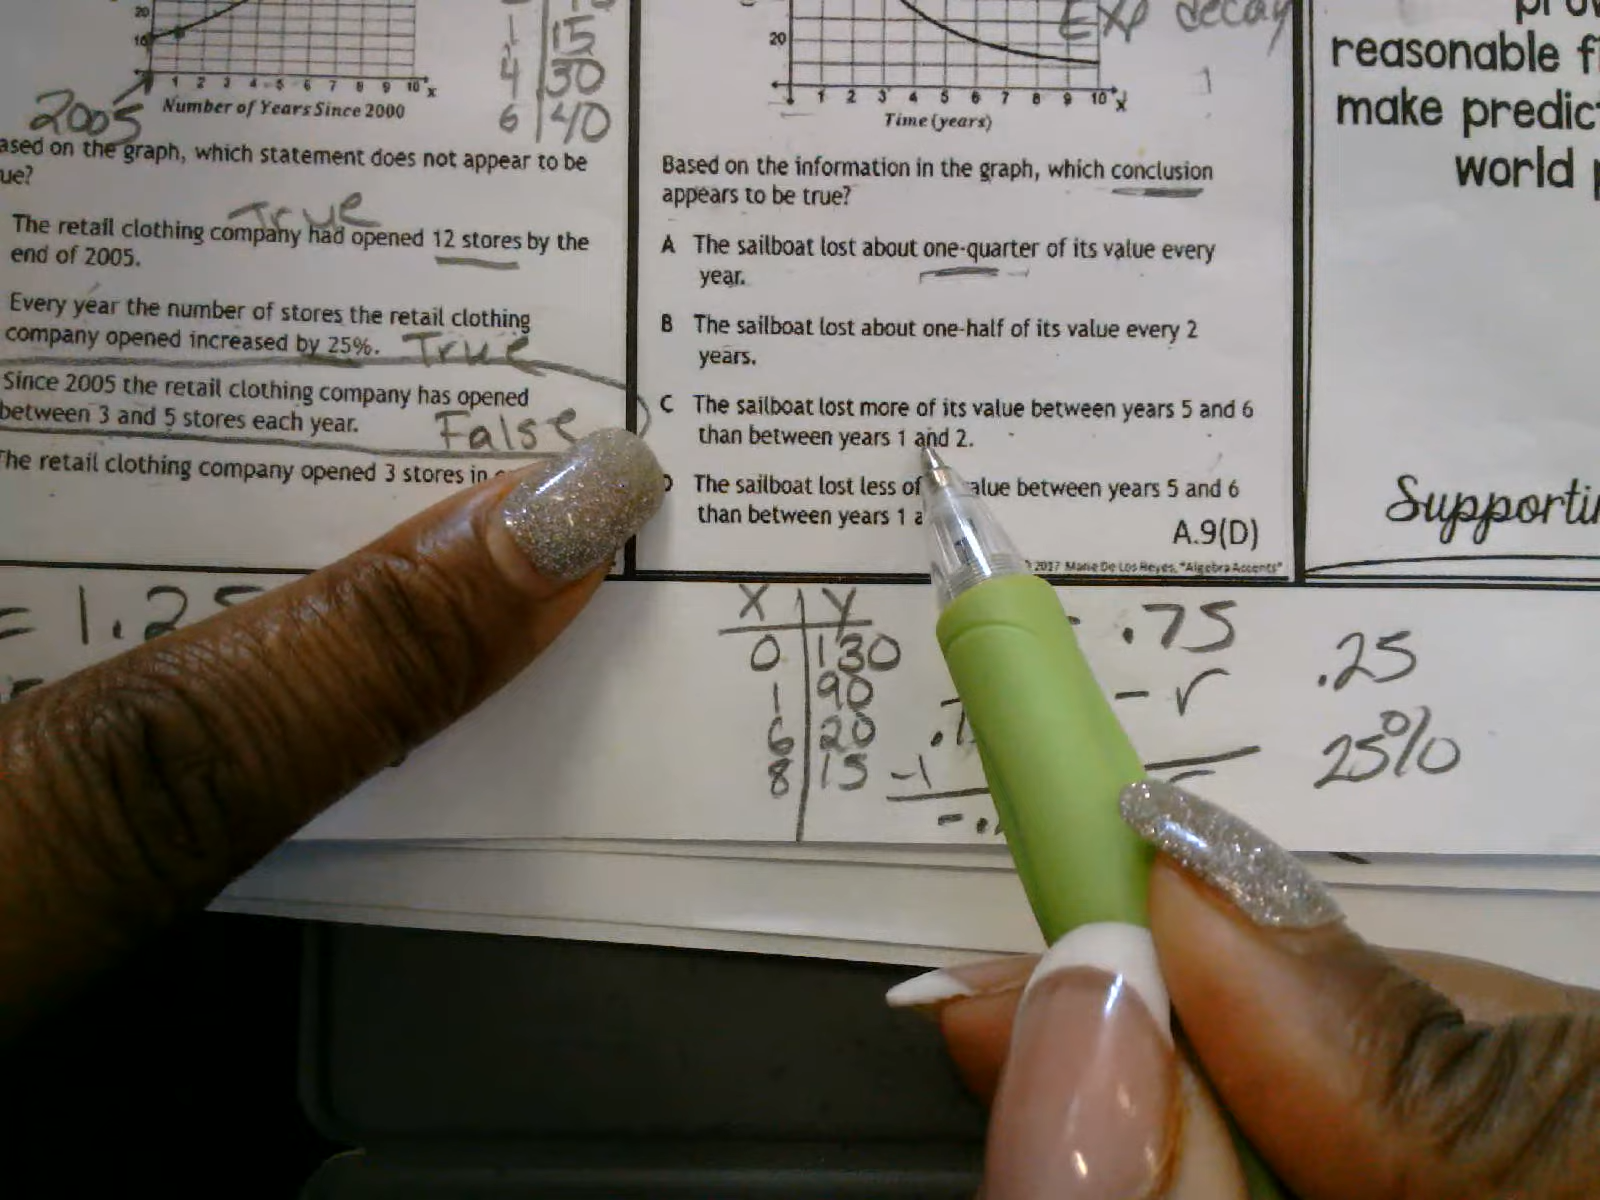 20
10
1 2 3 4 5 6 7 8 9 10 x
Number of Years Since 2000
2005
1 15
4 30
6 40
ased on the graph, which statement does not appear to be
ue?
True
The retail clothing company had opened 12 stores by the
end of 2005.
Every year the number of stores the retail clothing
company opened increased by 25%. True
Since 2005 the retail clothing company has opened
between 3 and 5 stores each year. False
The retail clothing company opened 3 stores in
= 1.25
Exp decay
20
1 2 3 4 5 6 7 8 9 10 x
Time (years)
Based on the information in the graph, which conclusion
appears to be true?
A The sailboat lost about one-quarter of its value every
year.
B The sailboat lost about one-half of its value every 2
years.
C The sailboat lost more of its value between years 5 and 6
than between years 1 and 2.
D The sailboat lost less of value between years 5 and 6
than between years 1 a
A.9(D)
2017 Marie De Los Reyes, "Algebra Accents"
x y
0 130
1 90
6 20
8 15
-1
.75
- r
.25
25%
reasonable f
make predic
world p
Supporti